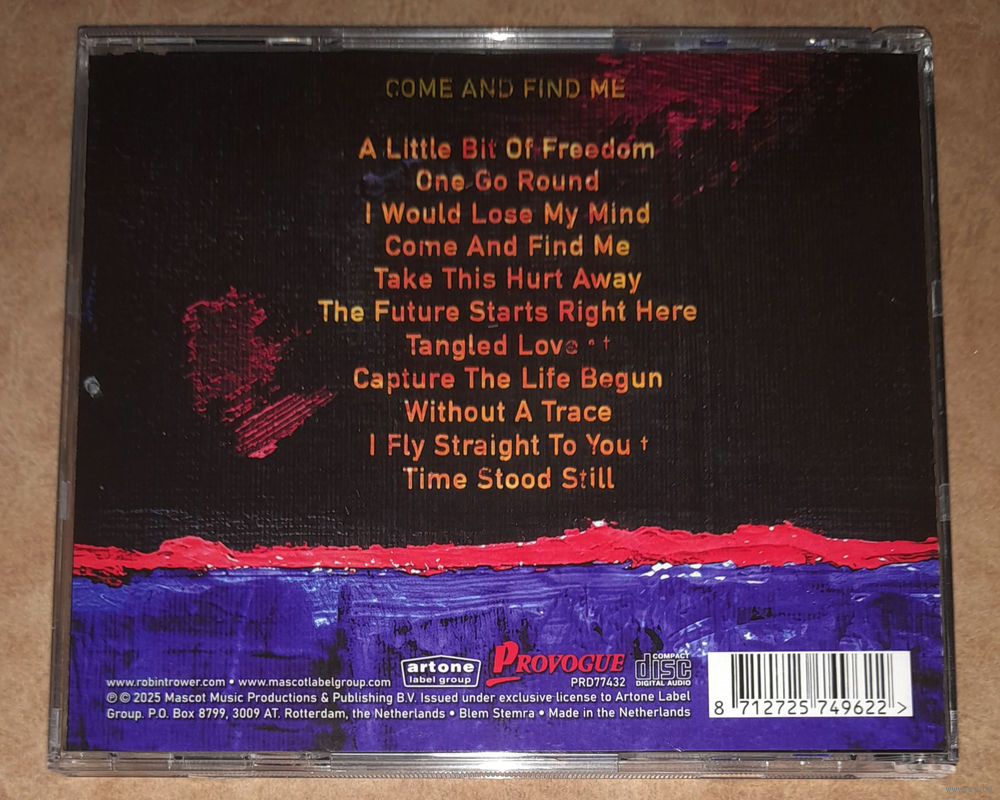 COME AND FIND ME
A Little Bit Of Freedom
One Go Round
I Would Lose My Mind
Come And Find Me
Take This Hurt Away
The Future Starts Right Here
Tangled Love • • †
Capture The Life Begun
Without A Trace
I Fly Straight To You †
Time Stood Still
artone
label group
PROVOGUE
PRD77432
COMPACT
disc
DIGITAL AUDIO
www.robintrower.com • www.mascotlabelgroup.com
℗ © 2025 Mascot Music Productions & Publishing B.V. Issued under exclusive license to Artone Label
Group. P.O. Box 8799, 3009 AT. Rotterdam, the Netherlands • Blem Stemra • Made in the Netherlands
8 712725 749622 >